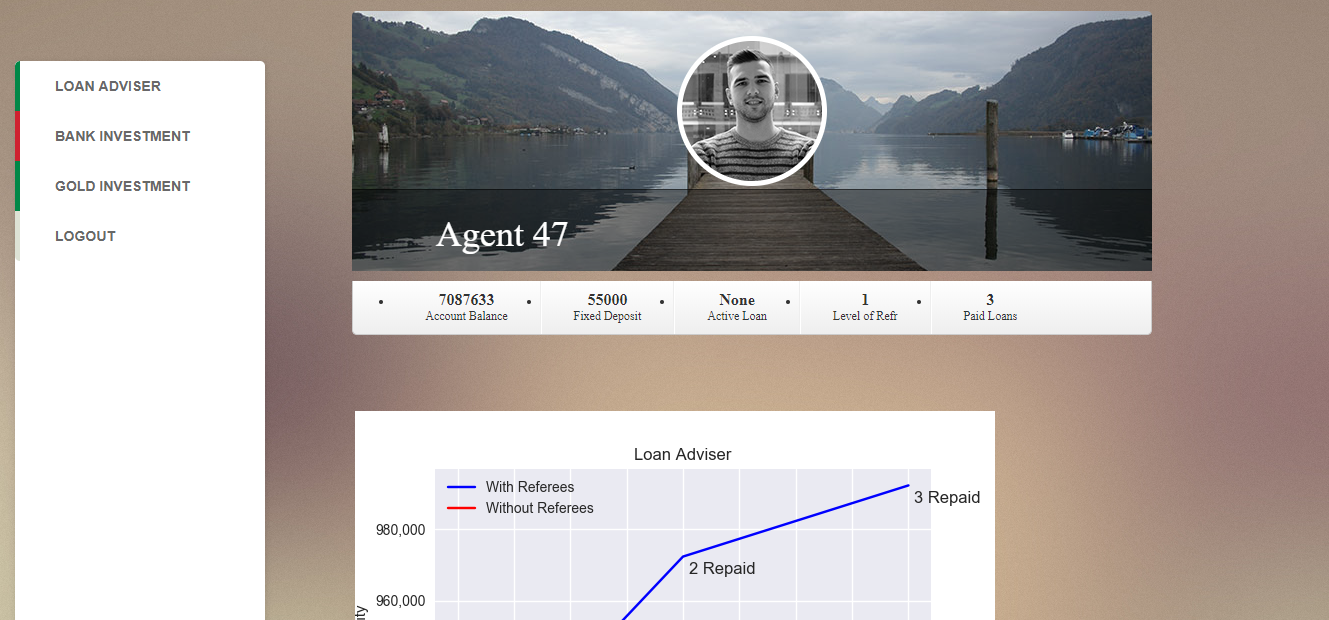 LOAN ADVISER
BANK INVESTMENT
GOLD INVESTMENT
LOGOUT
Agent 47
7087633
Account Balance
55000
Fixed Deposit
None
Active Loan
1
Level of Refr
3
Paid Loans
Loan Adviser
With Referees
Without Referees
3 Repaid
980,000
2 Repaid
960,000
ity